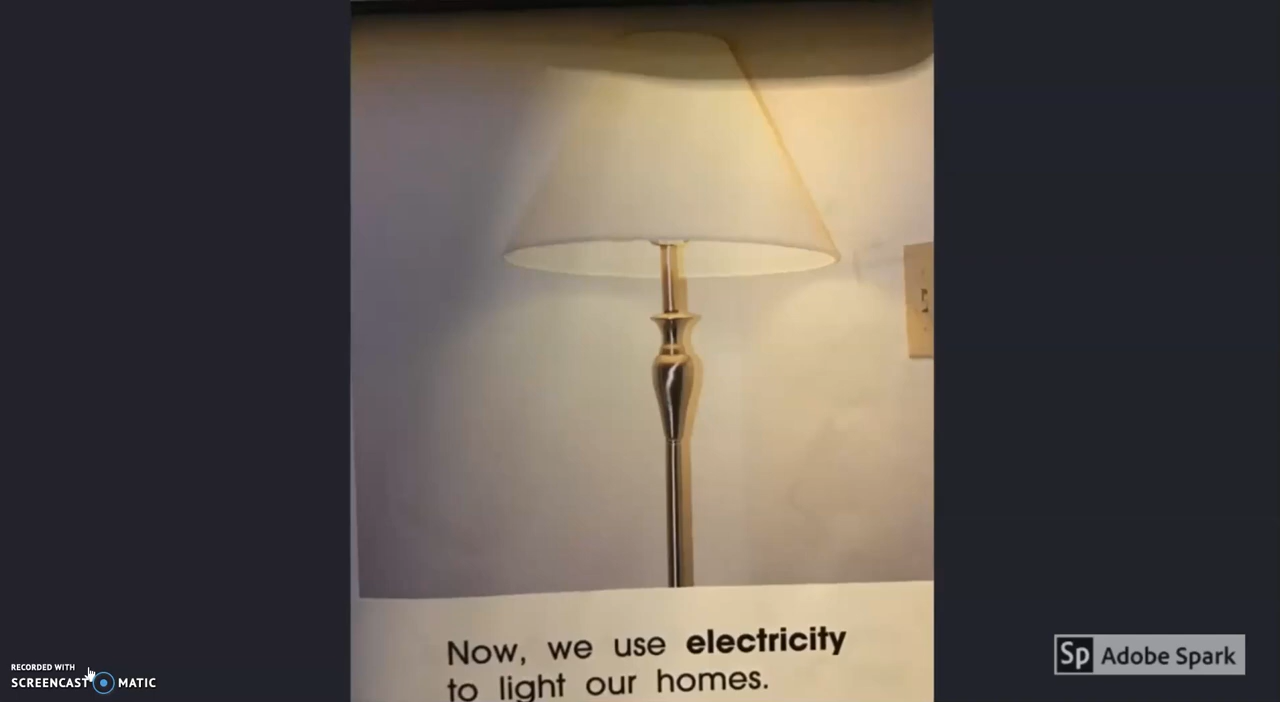 Now, we use electricity
to light our homes.
RECORDED WITH
SCREENCAST MATIC
Sp Adobe Spark